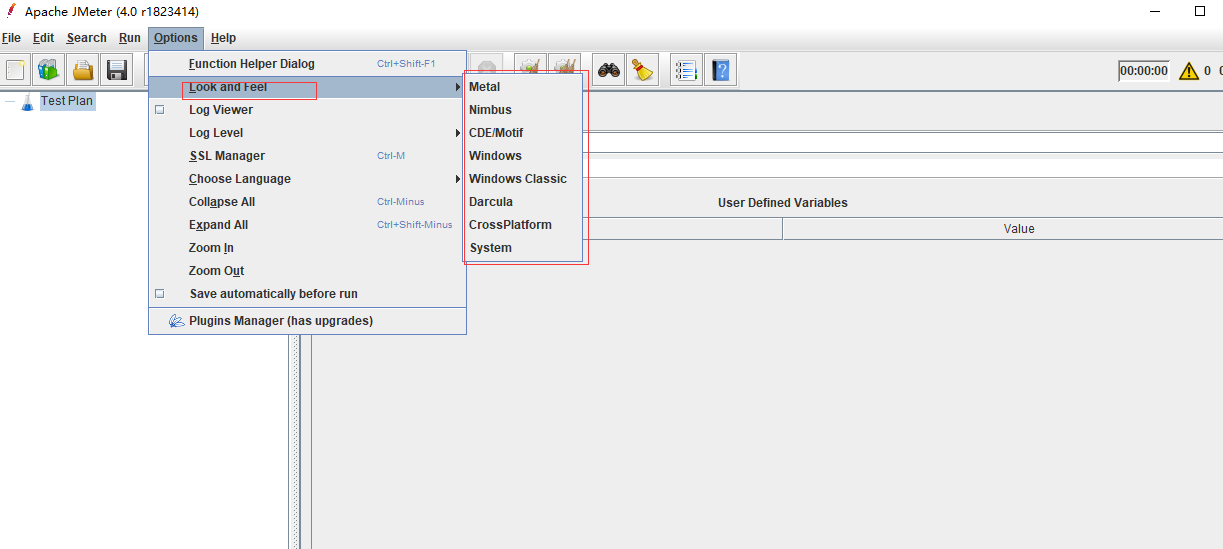 Apache JMeter (4.0 r1823414)
File Edit Search Run Options Help
Function Helper Dialog Ctrl+Shift-F1
00:00:00 0
Look and Feel
Metal
Test Plan
Log Viewer
Nimbus
Log Level
CDE/Motif
SSL Manager Ctrl-M
Windows
Choose Language
Windows Classic
Collapse All Ctrl-Minus
Darcula
User Defined Variables
Expand All Ctrl+Shift-Minus
CrossPlatform
Value
Zoom In
System
Zoom Out
Save automatically before run
Plugins Manager (has upgrades)